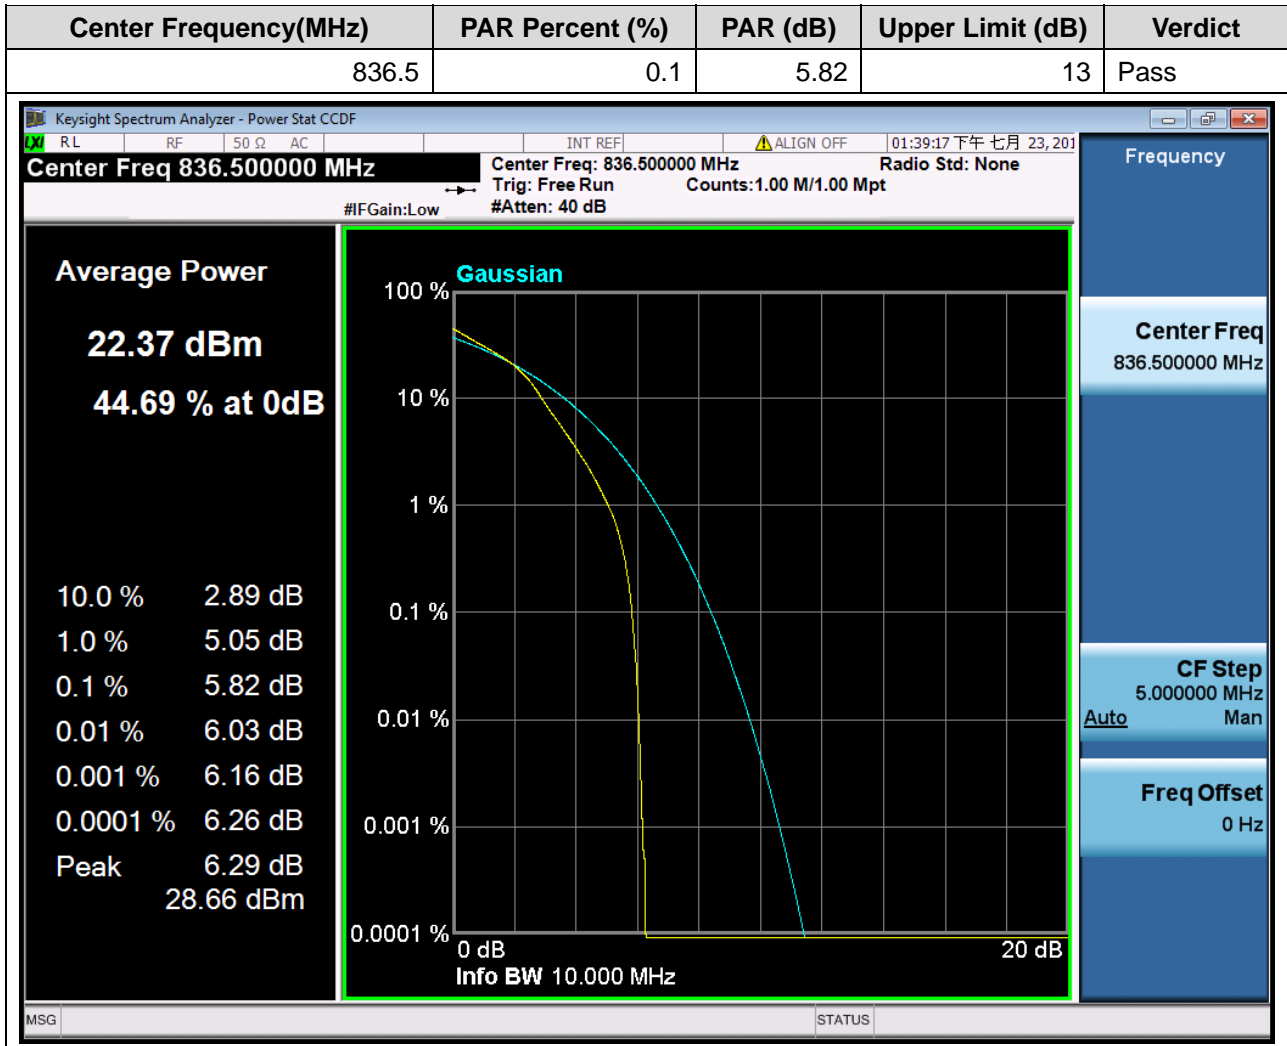 Center Frequency(MHz) PAR Percent (%) PAR (dB) Upper Limit (dB) Verdict
836.5 0.1 5.82 13 Pass
Keysight Spectrum Analyzer - Power Stat CCDF
LXI RL RF 50 Ω AC INT REF ALIGN OFF 01:39:17 下午 七月 23, 201
Center Freq 836.500000 MHz
Center Freq: 836.500000 MHz Radio Std: None
Trig: Free Run Counts:1.00 M/1.00 Mpt
#IFGain:Low #Atten: 40 dB
Average Power
22.37 dBm
44.69 % at 0dB
10.0 % 2.89 dB
1.0 % 5.05 dB
0.1 % 5.82 dB
0.01 % 6.03 dB
0.001 % 6.16 dB
0.0001 % 6.26 dB
Peak 6.29 dB
28.66 dBm
Gaussian
100 %
10 %
1 %
0.1 %
0.01 %
0.001 %
0.0001 %
0 dB 20 dB
Info BW 10.000 MHz
Frequency
Center Freq
836.500000 MHz
CF Step
5.000000 MHz
Auto Man
Freq Offset
0 Hz
MSG STATUS